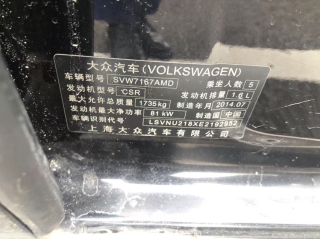 大众汽车(VOLKSWAGEN)
车辆型号 SVW7167AMD 乘坐人数 5
发动机型号 CSR 发动机排量 1.6 L
最大允许总质量 1735kg 制造年月 2014.07
发动机最大净功率 81 kW 制造国 中国
车辆识别代号 LSVNU218XE2192952
上海大众汽车有限公司